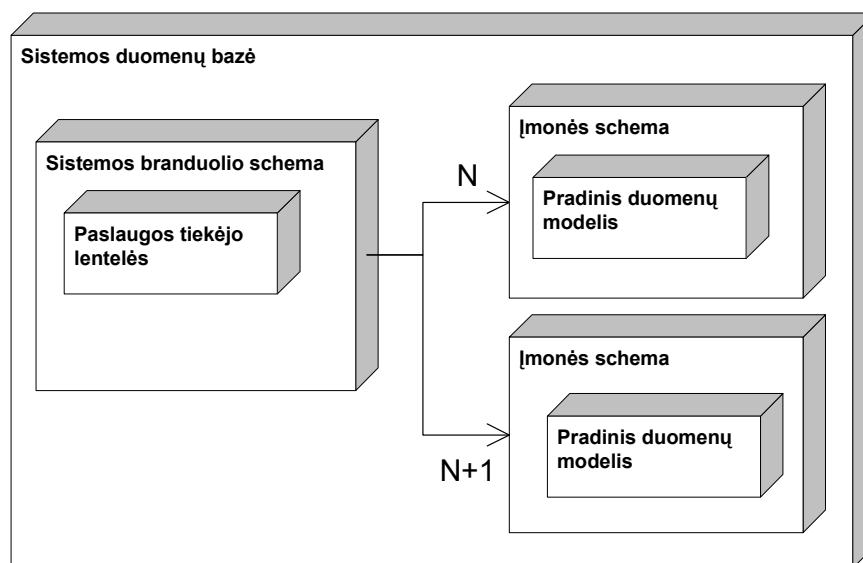 Sistemos duomenų bazė
Sistemos branduolio schema
Paslaugos tiekėjo
lentelės
N
Įmonės schema
Pradinis duomenų
modelis
N+1
Įmonės schema
Pradinis duomenų
modelis